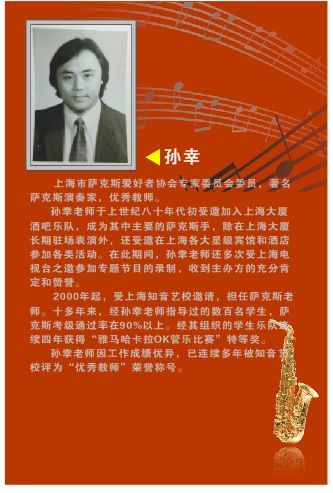 孙幸
上海市萨克斯爱好者协会专家委员会委员，著名
萨克斯演奏家，优秀教师。
孙幸老师于上世纪八十年代初受邀加入上海大厦
酒吧乐队，成为其中主要的萨克斯手，除在上海大厦
长期驻场表演外，还受邀在上海各大星级宾馆和酒店
参加各类活动。在此期间，孙幸老师还多次受上海电
视台之邀参加专题节目的录制，收到主办方的充分肯
定和赞誉。
2000年起，受上海知音艺校邀请，担任萨克斯老
师。十多年来，经孙幸老师指导过的数百名学生，萨
克斯考级通过率在90%以上。经其组织的学生乐队连
续四年获得“雅马哈卡拉OK管乐比赛”特等奖。
孙幸老师因工作成绩优异，已连续多年被知音艺
校评为“优秀教师”荣誉称号。